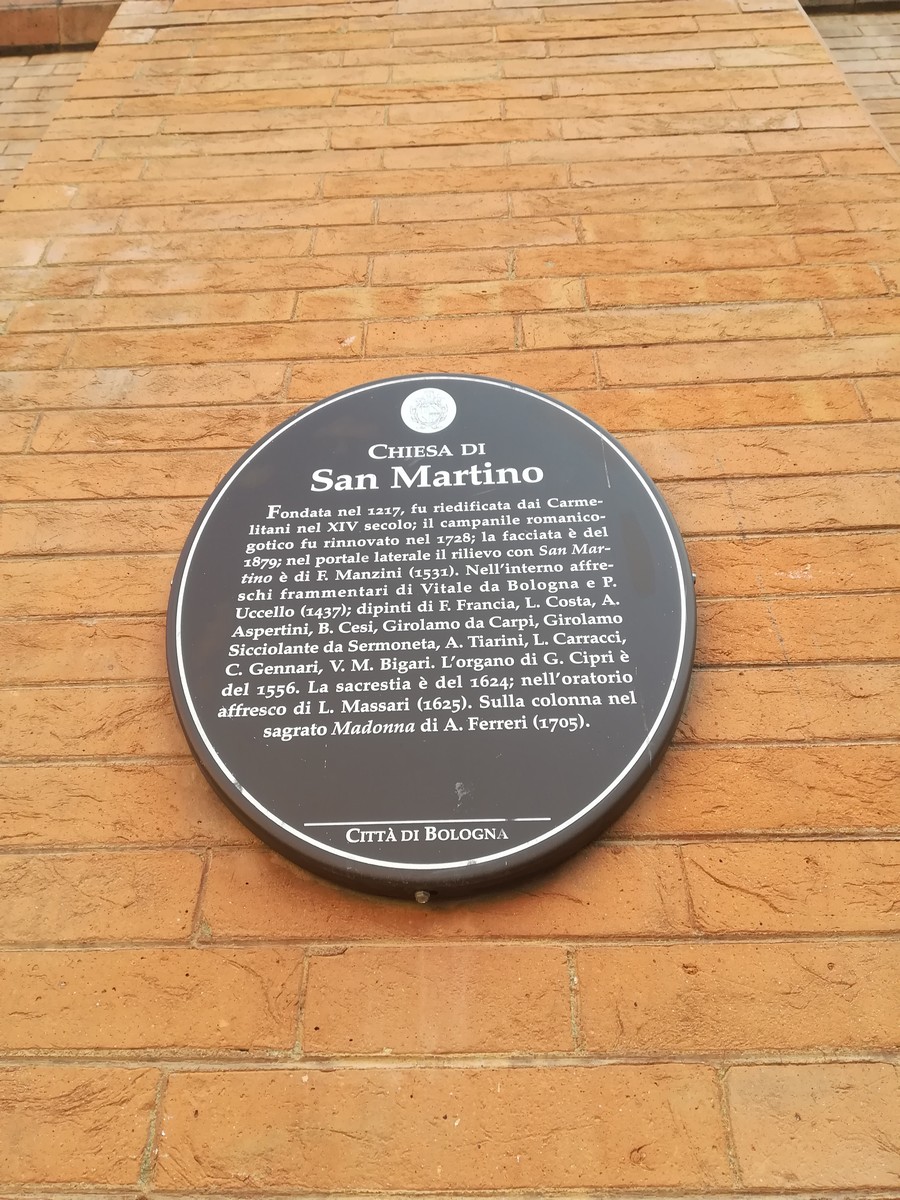 CHIESA DI
San Martino
Fondata nel 1217, fu riedificata dai Carme-
litani nel XIV secolo; il campanile romanico-
gotico fu rinnovato nel 1728; la facciata è del
1879; nel portale laterale il rilievo con San Mar-
tino è di F. Manzini (1531). Nell'interno affre-
schi frammentari di Vitale da Bologna e P.
Uccello (1437); dipinti di F. Francia, L. Costa, A.
Aspertini, B. Cesi, Girolamo da Carpi, Girolamo
Sicciolante da Sermoneta, A. Tiarini, L. Carracci,
C. Gennari, V. M. Bigari. L'organo di G. Cipri è
del 1556. La sacrestia è del 1624; nell'oratorio
affresco di L. Massari (1625). Sulla colonna nel
sagrato Madonna di A. Ferreri (1705).
CITTÀ DI BOLOGNA